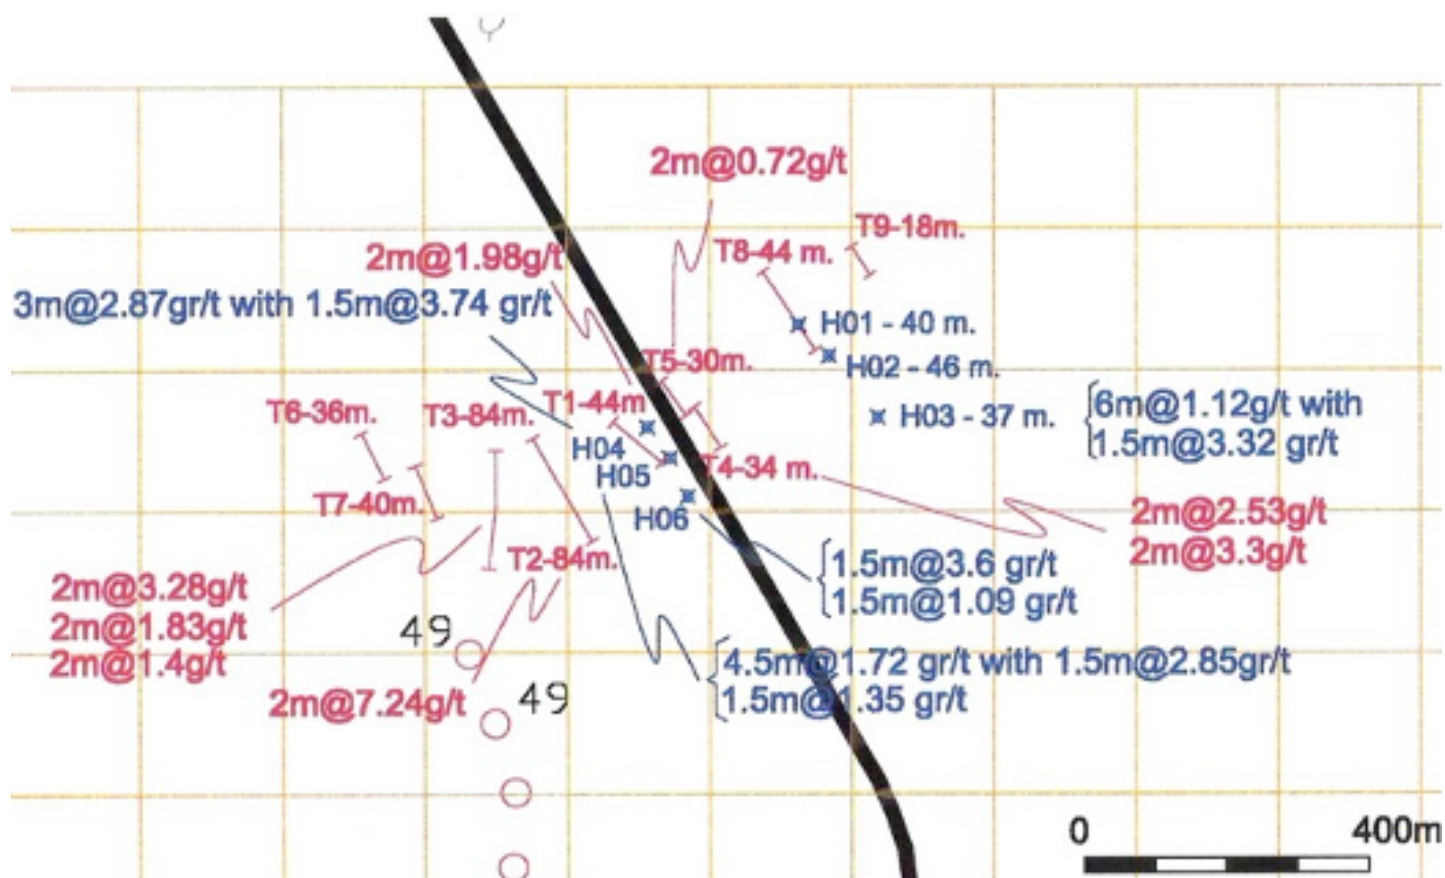 2m@0.72g/t
T9-18m.
T8-44 m.
2m@1.98g/t
3m@2.87gr/t with 1.5m@3.74 gr/t
H01 - 40 m.
T5-30m.
H02 - 46 m.
T6-36m.
T3-84m.
T1-44m
H03 - 37 m.
6m@1.12g/t with
1.5m@3.32 gr/t
H04
H05
T4-34 m.
T7-40m.
H06
2m@2.53g/t
2m@3.3g/t
T2-84m.
1.5m@3.6 gr/t
1.5m@1.09 gr/t
2m@3.28g/t
2m@1.83g/t
2m@1.4g/t
49
4.5m@1.72 gr/t with 1.5m@2.85gr/t
1.5m@1.35 gr/t
2m@7.24g/t
49
0 400m